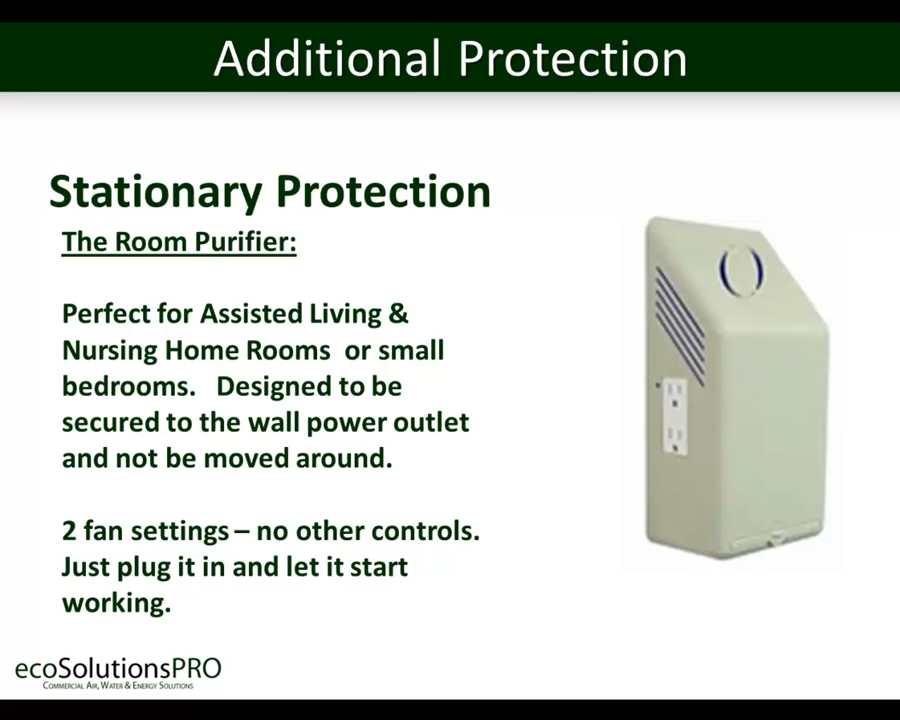 Additional Protection
Stationary Protection
The Room Purifier:
Perfect for Assisted Living &
Nursing Home Rooms or small
bedrooms. Designed to be
secured to the wall power outlet
and not be moved around.
2 fan settings – no other controls.
Just plug it in and let it start
working.
ecoSolutionsPRO
Commercial Air, Water & Energy Solutions